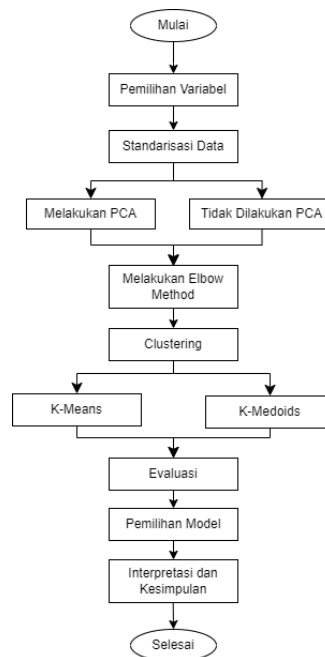 Mulai
Pemilihan Variabel
Standarisasi Data
Melakukan PCA
Tidak Dilakukan PCA
Melakukan Elbow
Method
Clustering
K-Means
K-Medoids
Evaluasi
Pemilihan Model
Interpretasi dan
Kesimpulan
Selesai